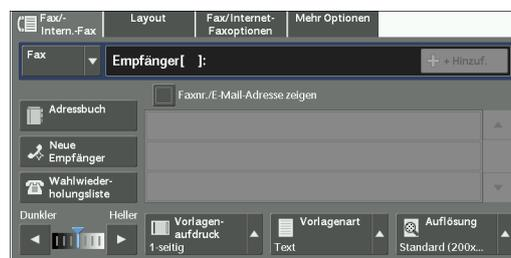 Fax/-
Intern.-Fax
Layout
Fax/Internet-
Faxoptionen
Mehr Optionen
Fax
Empfänger[ ]:
+ Hinzuf.
Faxnr./E-Mail-Adresse zeigen
Adressbuch
Neue
Empfänger
Wahlwieder-
holungsliste
Dunkler
Heller
Vorlagen-
aufdruck
1-seitig
Vorlagenart
Text
Auflösung
Standard (200x...